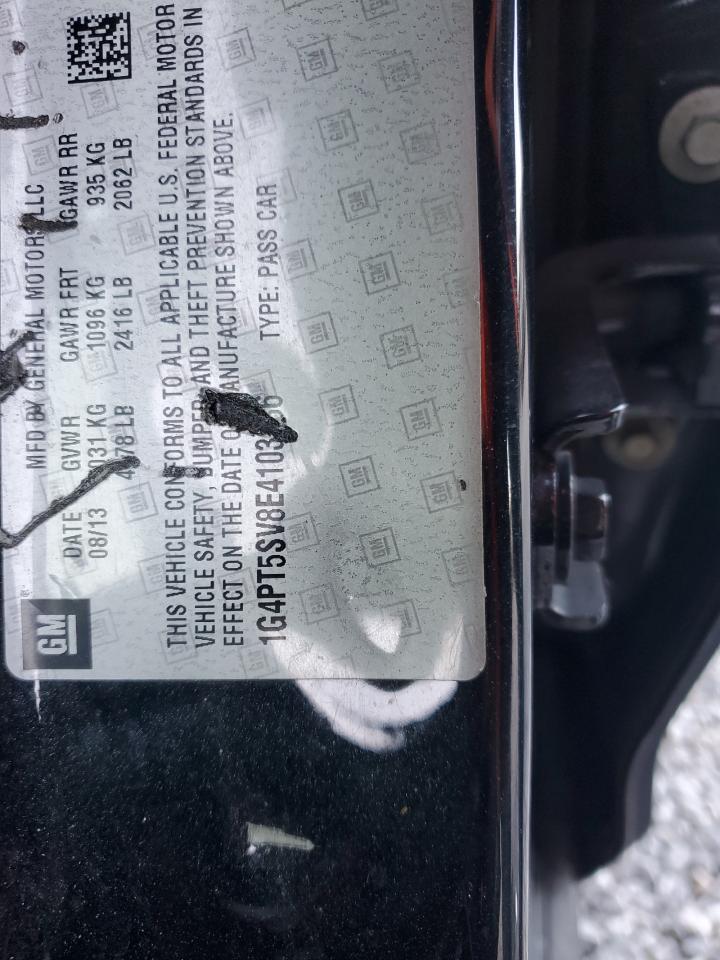 GM
MFD BY GENERAL MOTORS LLC
DATE GVWR GAWR FRT GAWR RR
08/13 1096 KG 935 KG
2416 LB 2062 LB
THIS VEHICLE CONFORMS TO ALL APPLICABLE U.S. FEDERAL MOTOR
VEHICLE SAFETY, BUMPER, AND THEFT PREVENTION STANDARDS IN
EFFECT ON THE DATE OF MANUFACTURE SHOWN ABOVE.
TYPE: PASS CAR